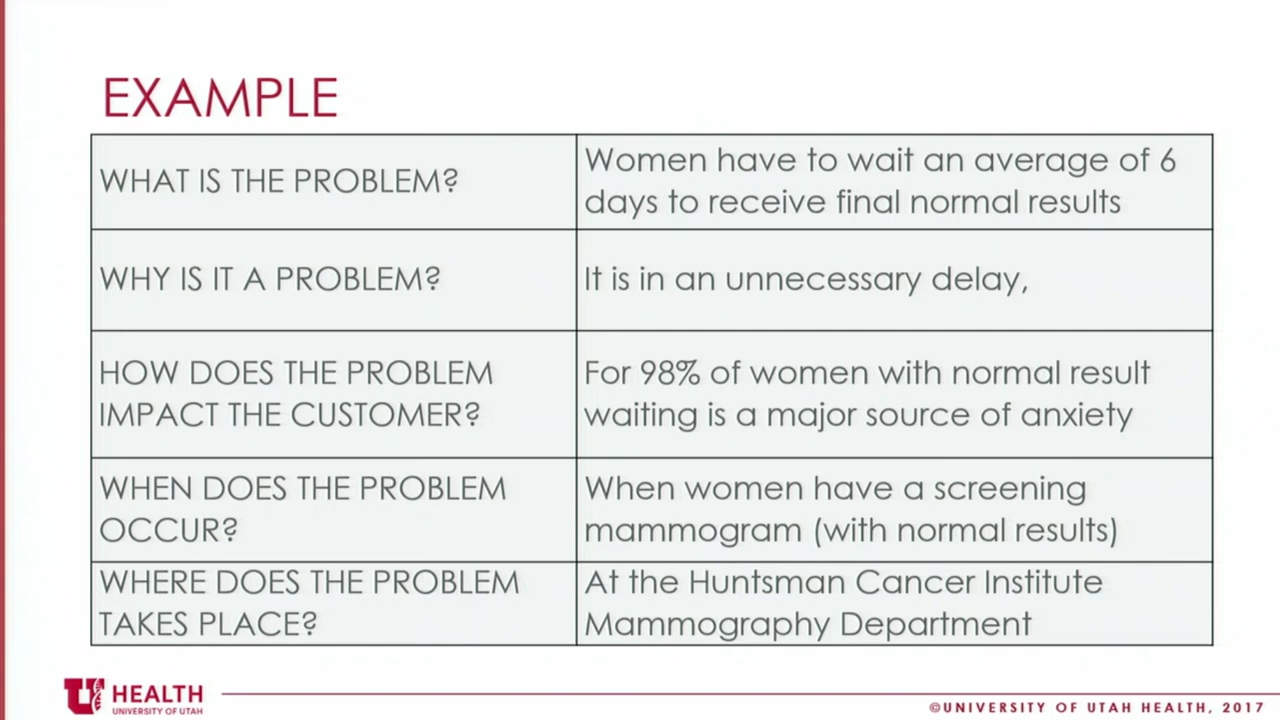 EXAMPLE
WHAT IS THE PROBLEM?
Women have to wait an average of 6
days to receive final normal results
WHY IS IT A PROBLEM?
It is in an unnecessary delay,
HOW DOES THE PROBLEM
IMPACT THE CUSTOMER?
For 98% of women with normal result
waiting is a major source of anxiety
WHEN DOES THE PROBLEM
OCCUR?
When women have a screening
mammogram (with normal results)
WHERE DOES THE PROBLEM
TAKES PLACE?
At the Huntsman Cancer Institute
Mammography Department
U HEALTH
UNIVERSITY OF UTAH
©UNIVERSITY OF UTAH HEALTH, 2017